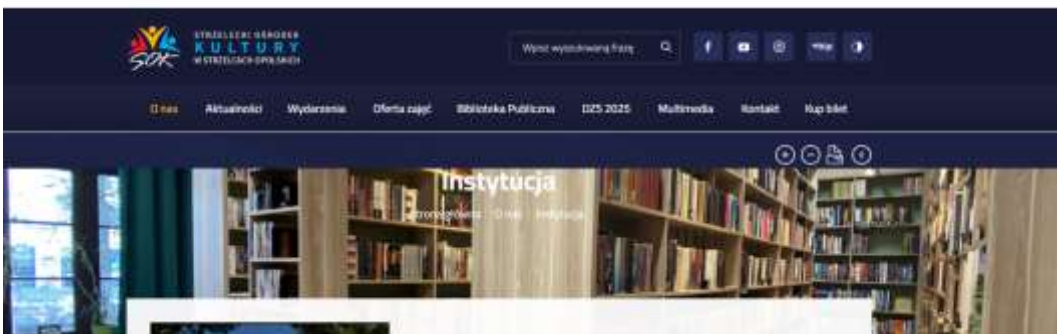 STRZELECKI OŚRODEK
KULTURY
W STRZELCACH OPOLSKICH
SOK
Wpisz wyszukiwaną frazę
O nas
Aktualności
Wydarzenia
Oferta zajęć
Biblioteka Publiczna
DZS 2025
Multimedia
Kontakt
Kup bilet
Instytucja
Strona główna O nas Instytucja